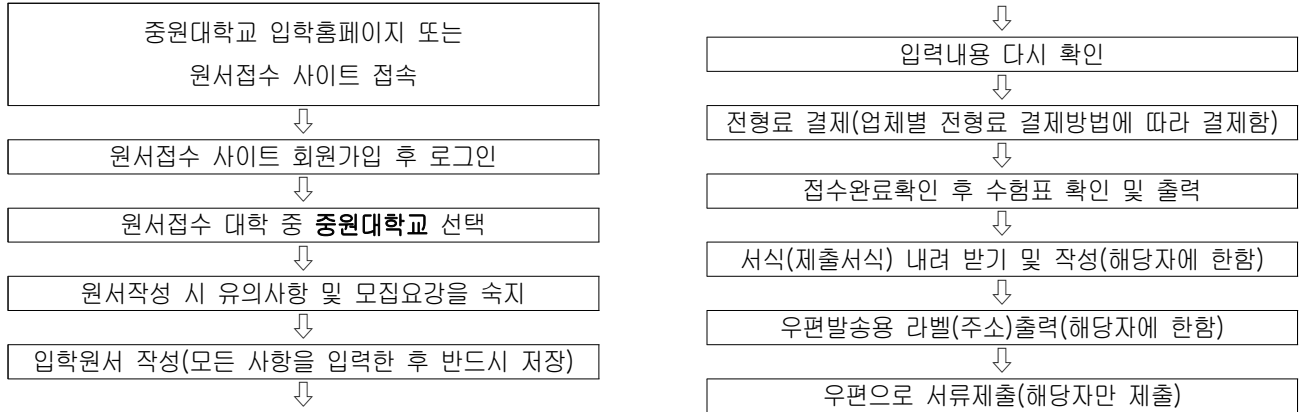 중원대학교 입학홈페이지 또는
원서접수 사이트 접속
원서접수 사이트 회원가입 후 로그인
원서접수 대학 중 중원대학교 선택
원서작성 시 유의사항 및 모집요강을 숙지
입학원서 작성(모든 사항을 입력한 후 반드시 저장)
입력내용 다시 확인
전형료 결제(업체별 전형료 결제방법에 따라 결제함)
접수완료확인 후 수험표 확인 및 출력
서식(제출서식) 내려 받기 및 작성(해당자에 한함)
우편발송용 라벨(주소)출력(해당자에 한함)
우편으로 서류제출(해당자만 제출)